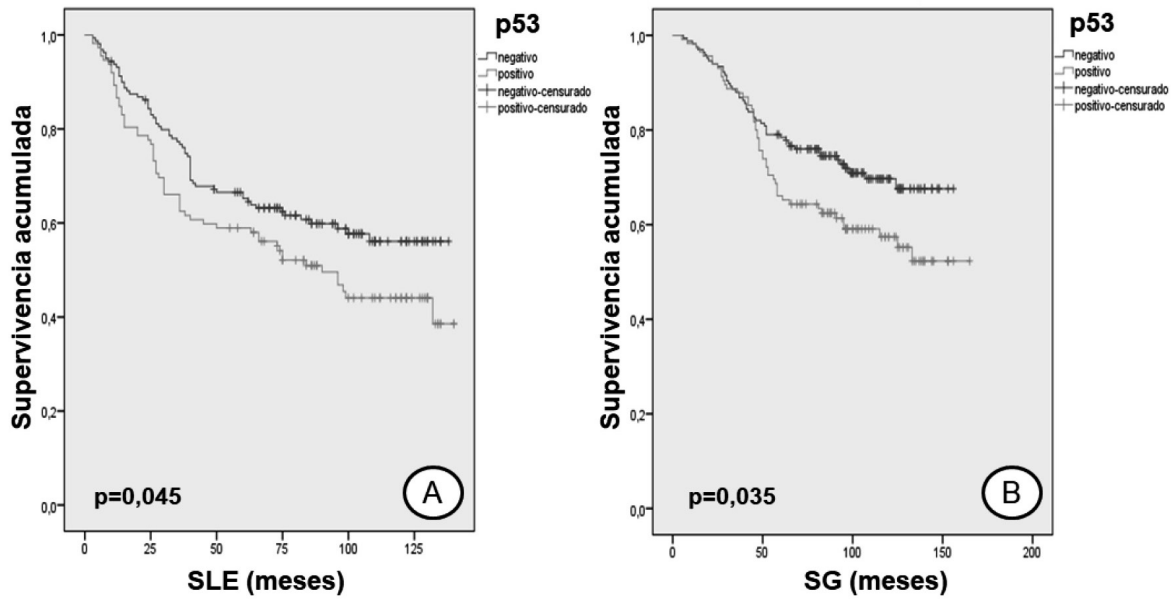 p53
negativo
positivo
negativo-censurado
positivo-censurado
Supervivencia acumulada
1,0
0,8
0,6
0,4
0,2
0,0
p=0,045
A
0 25 50 75 100 125
SLE (meses)
p53
negativo
positivo
negativo-censurado
positivo-censurado
Supervivencia acumulada
1,0
0,8
0,6
0,4
0,2
0,0
p=0,035
B
0 50 100 150 200
SG (meses)